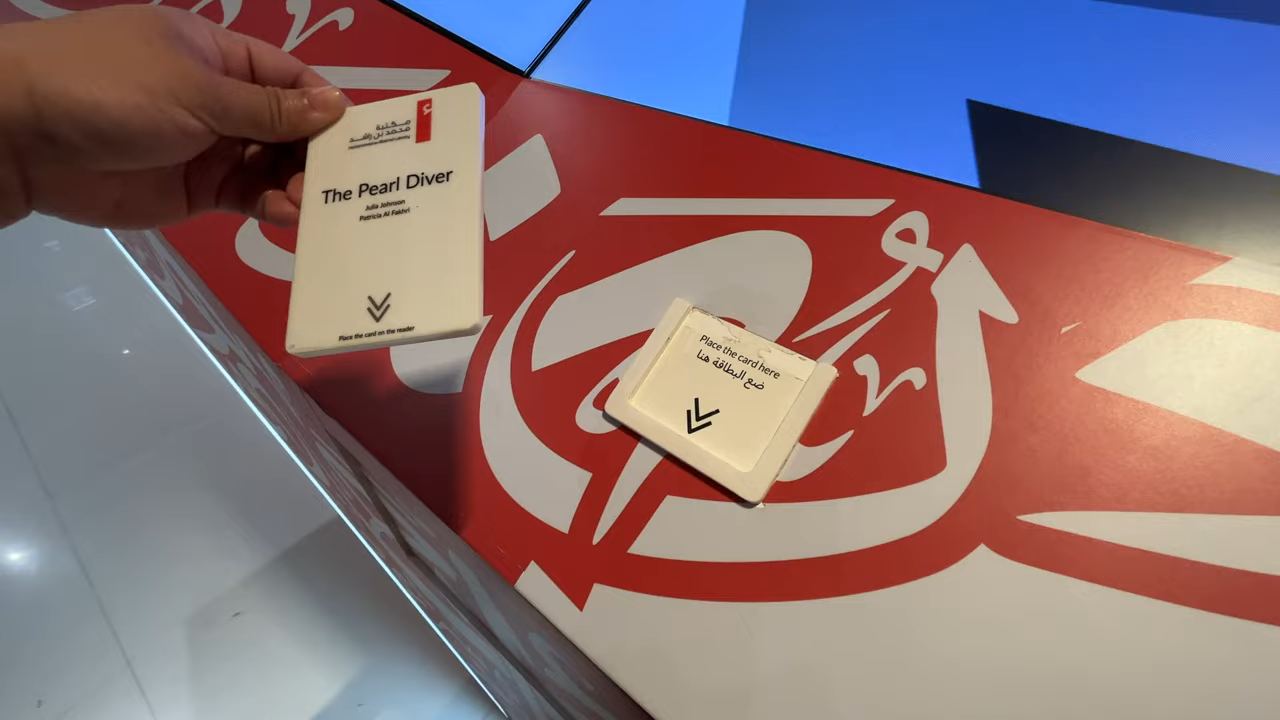 مكتبة
محمد بن راشد
The Pearl Diver
Julia Johnson
Patricia Al Fakhri
Place the card on the reader
Place the card here
ضع البطاقة هنا